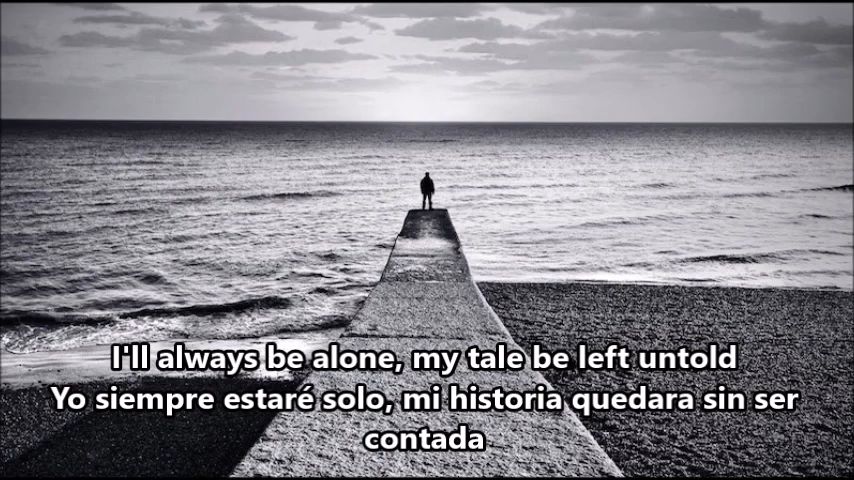 I'll always be alone, my tale be left untold
Yo siempre estaré solo, mi historia quedara sin ser
contada